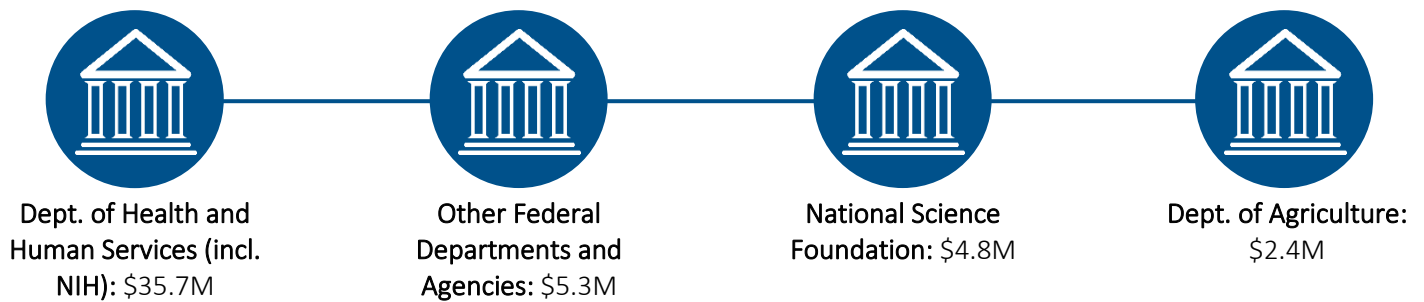 Dept. of Health and
Human Services (incl.
NIH): $35.7M
Other Federal
Departments and
Agencies: $5.3M
National Science
Foundation: $4.8M
Dept. of Agriculture:
$2.4M